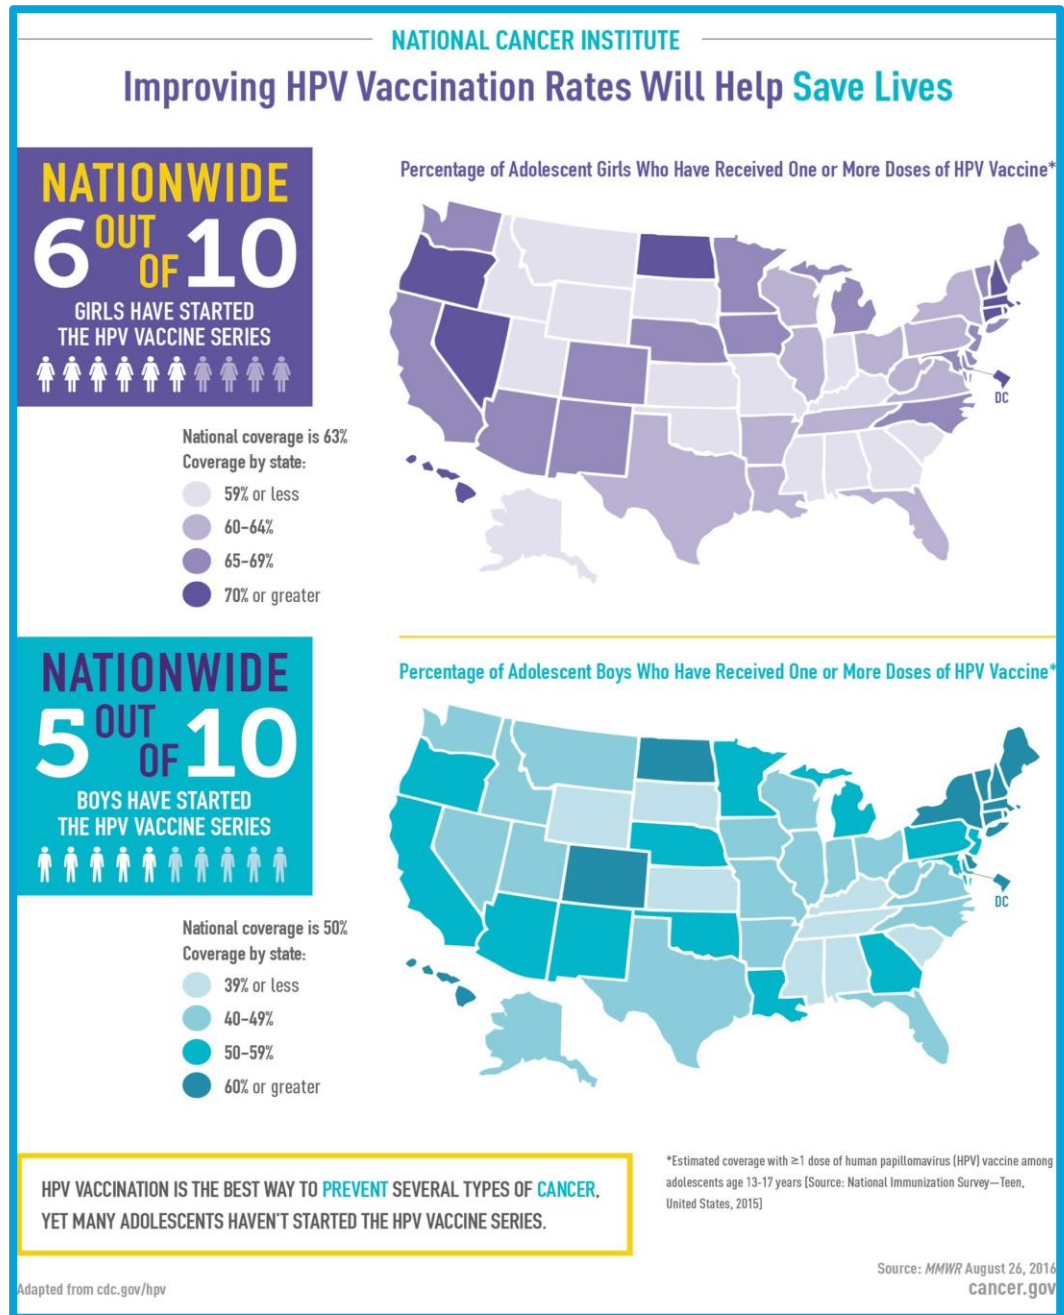 NATIONAL CANCER INSTITUTE
Improving HPV Vaccination Rates Will Help Save Lives
NATIONWIDE
6 OUT OF 10
GIRLS HAVE STARTED
THE HPV VACCINE SERIES
Percentage of Adolescent Girls Who Have Received One or More Doses of HPV Vaccine*
DC
National coverage is 63%
Coverage by state:
59% or less
60–64%
65–69%
70% or greater
NATIONWIDE
5 OUT OF 10
BOYS HAVE STARTED
THE HPV VACCINE SERIES
Percentage of Adolescent Boys Who Have Received One or More Doses of HPV Vaccine*
DC
National coverage is 50%
Coverage by state:
39% or less
40–49%
50–59%
60% or greater
HPV VACCINATION IS THE BEST WAY TO PREVENT SEVERAL TYPES OF CANCER,
YET MANY ADOLESCENTS HAVEN'T STARTED THE HPV VACCINE SERIES.
*Estimated coverage with ≥1 dose of human papillomavirus (HPV) vaccine among
adolescents age 13-17 years [Source: National Immunization Survey—Teen,
United States, 2015]
Adapted from cdc.gov/hpv
Source: MMWR August 26, 2016
cancer.gov